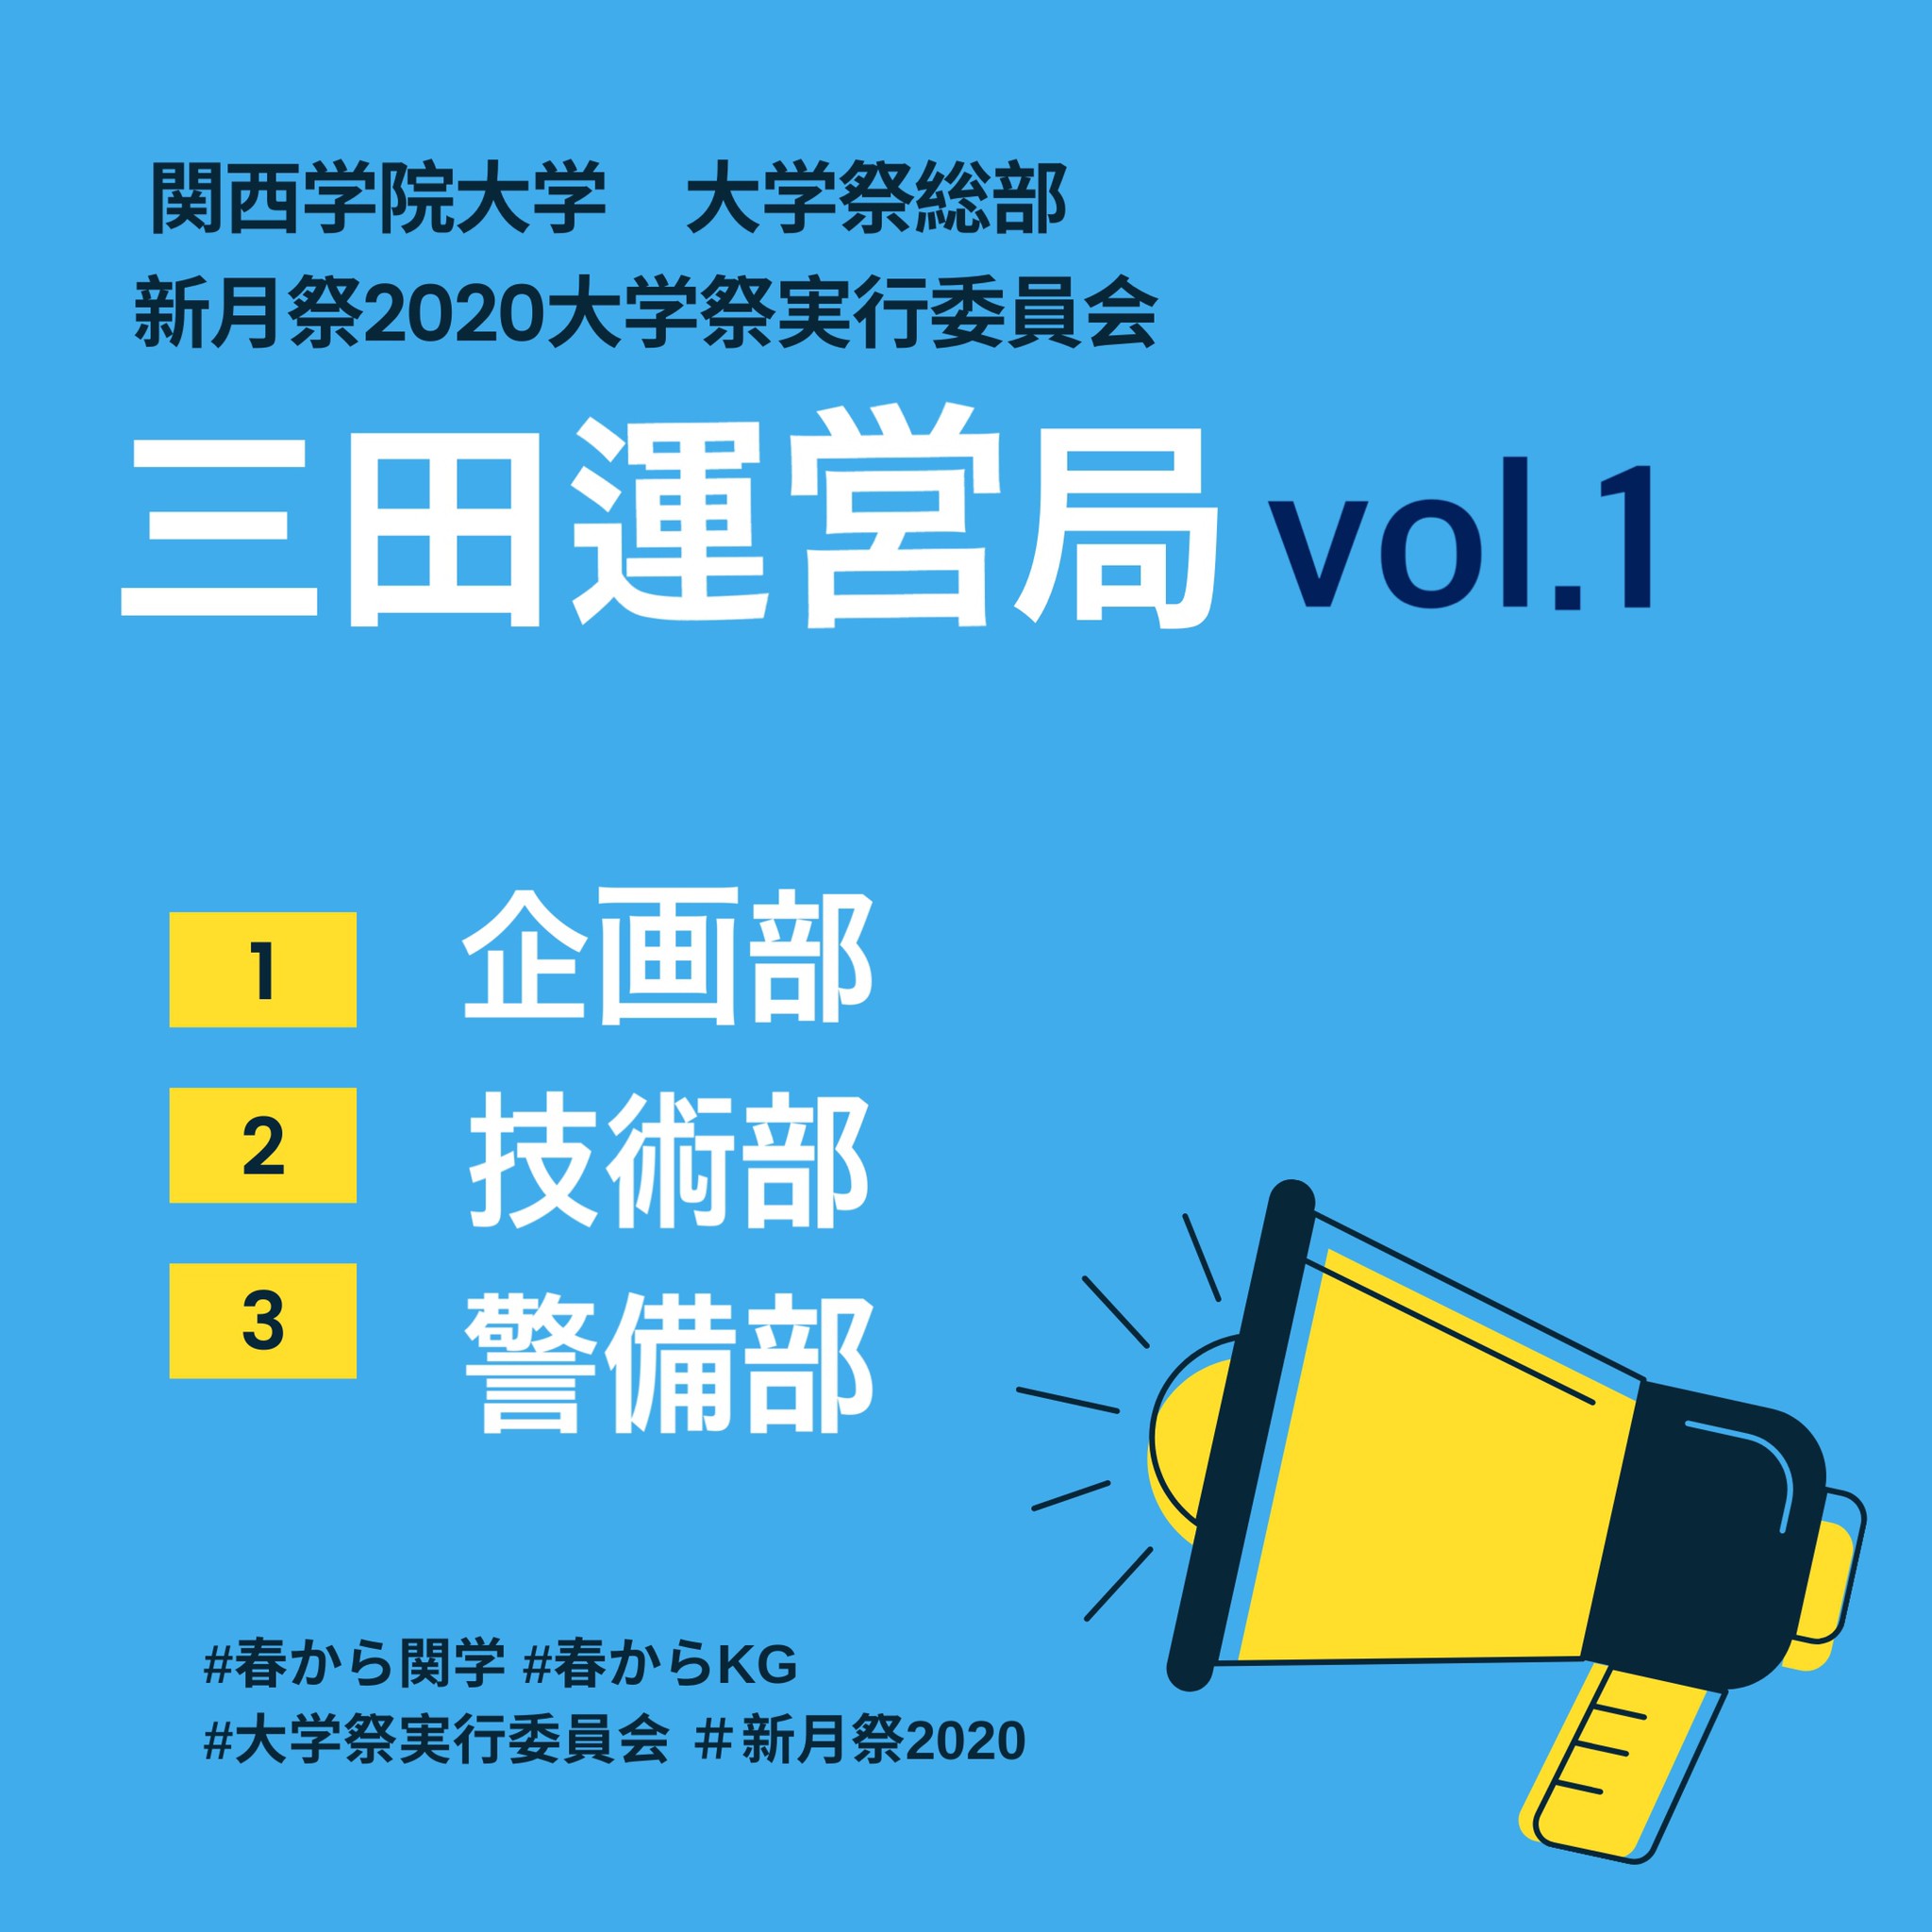 関西学院大学　大学祭総部
新月祭2020大学祭実行委員会
三田運営局 vol.1
1 企画部
2 技術部
3 警備部
#春から関学 #春からKG
#大学祭実行委員会 #新月祭2020